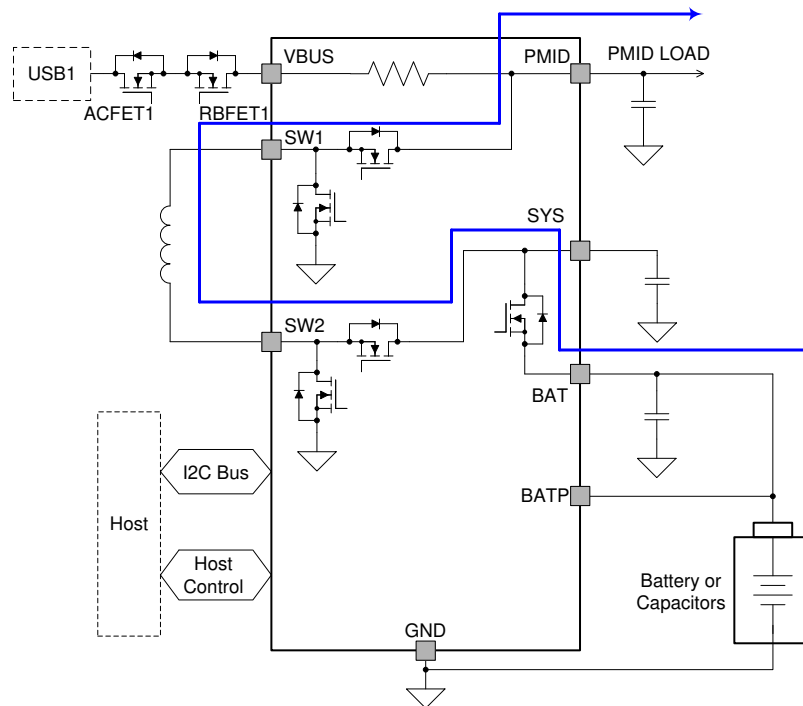 VBUS
PMID
PMID LOAD
USB1
ACFET1
RBFET1
SW1
SYS
SW2
BAT
I2C Bus
BATP
Host
Host
Control
Battery or
Capacitors
GND